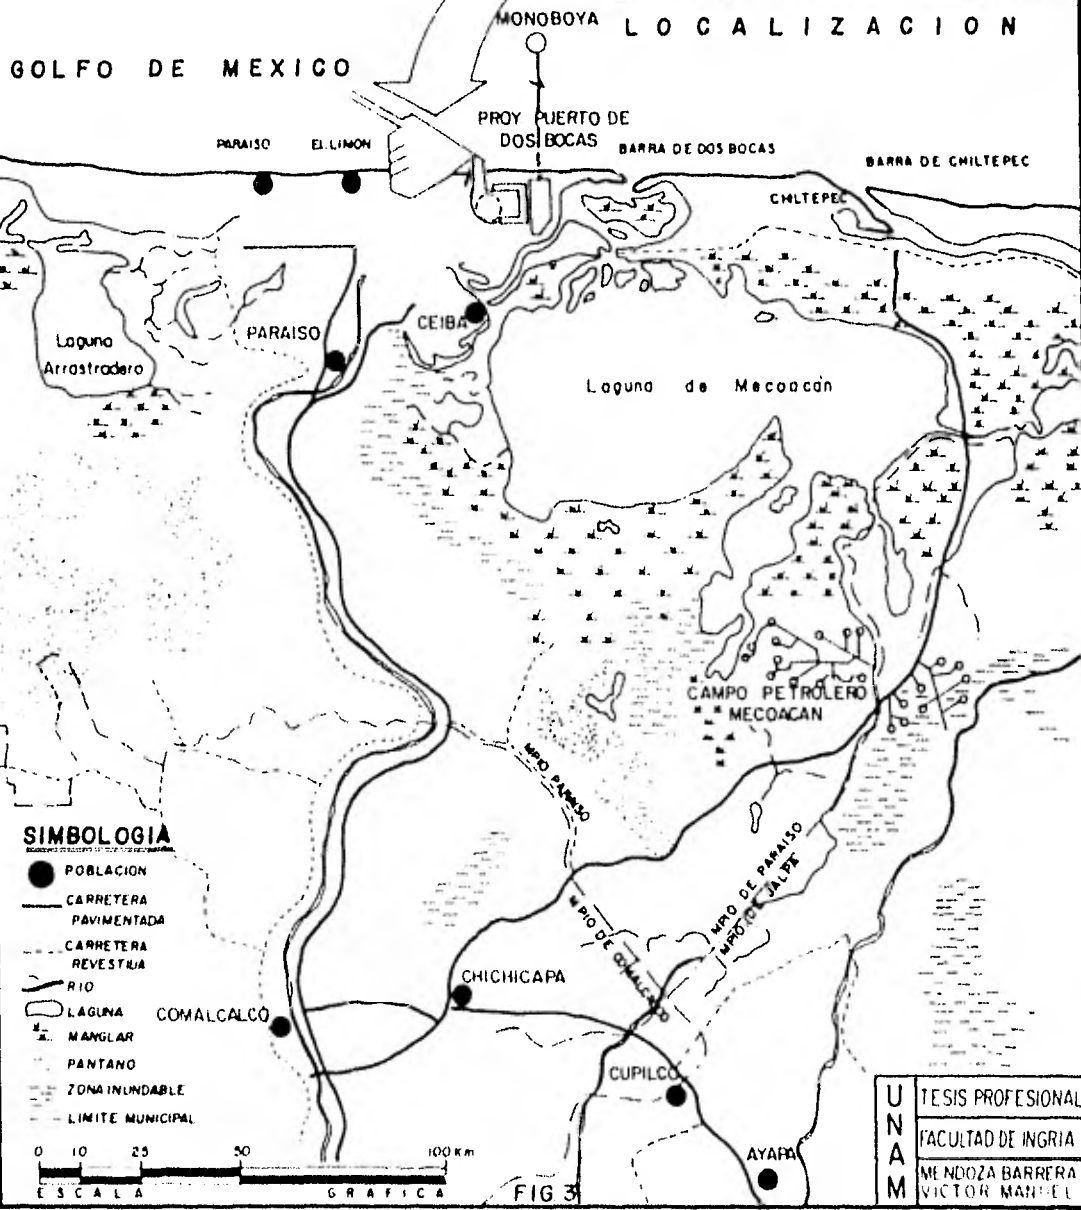 MONOBOYA
LOCALIZACION
GOLFO DE MEXICO
PROY PUERTO DE
DOS BOCAS
PARAISO
EL LIMON
BARRA DE DOS BOCAS
BARRA DE CHILTEPEC
CHILTEPEC
CEIBA
PARAISO
Laguna
Arrastradero
Laguna de Mecoacán
CAMPO PETROLERO
MECOACAN
MPIO PARAISO
MPIO DE PARAISO
MPIO DE JALPA
MPIO DE COMALCALCO
SIMBOLOGIA
POBLACION
CARRETERA
PAVIMENTADA
CARRETERA
REVESTIDA
RIO
LAGUNA
MANGLAR
PANTANO
ZONA INUNDABLE
LIMITE MUNICIPAL
COMALCALCO
CHICHICAPA
CUPILCO
AYAPA
0 10 25 50 100 Km
ESCALA GRAFICA
FIG 3
UNAM
TESIS PROFESIONAL
FACULTAD DE INGRIA
MENDOZA BARRERA
VICTOR MANUEL